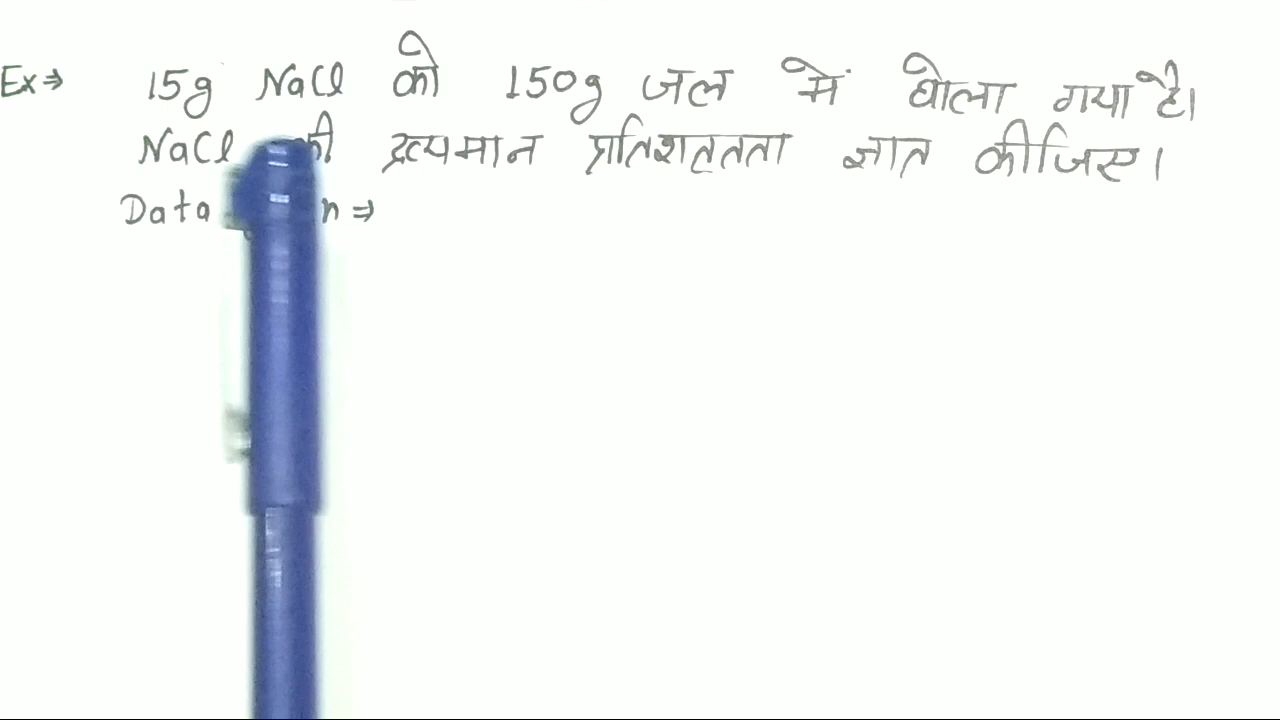 Ex⇒ 15g NaCl को 150g जल में घोला गया है।
NaCl की द्रव्यमान प्रतिशतता ज्ञात कीजिए।
Data ⇒